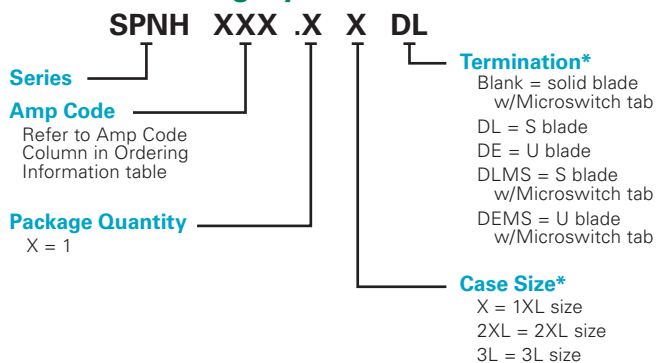 SPNH XXX .X X DL
Series
Amp Code
Refer to Amp Code
Column in Ordering
Information table
Package Quantity
X = 1
Termination*
Blank = solid blade
w/Microswitch tab
DL = S blade
DE = U blade
DLMS = S blade
w/Microswitch tab
DEMS = U blade
w/Microswitch tab
Case Size*
X = 1XL size
2XL = 2XL size
3L = 3L size